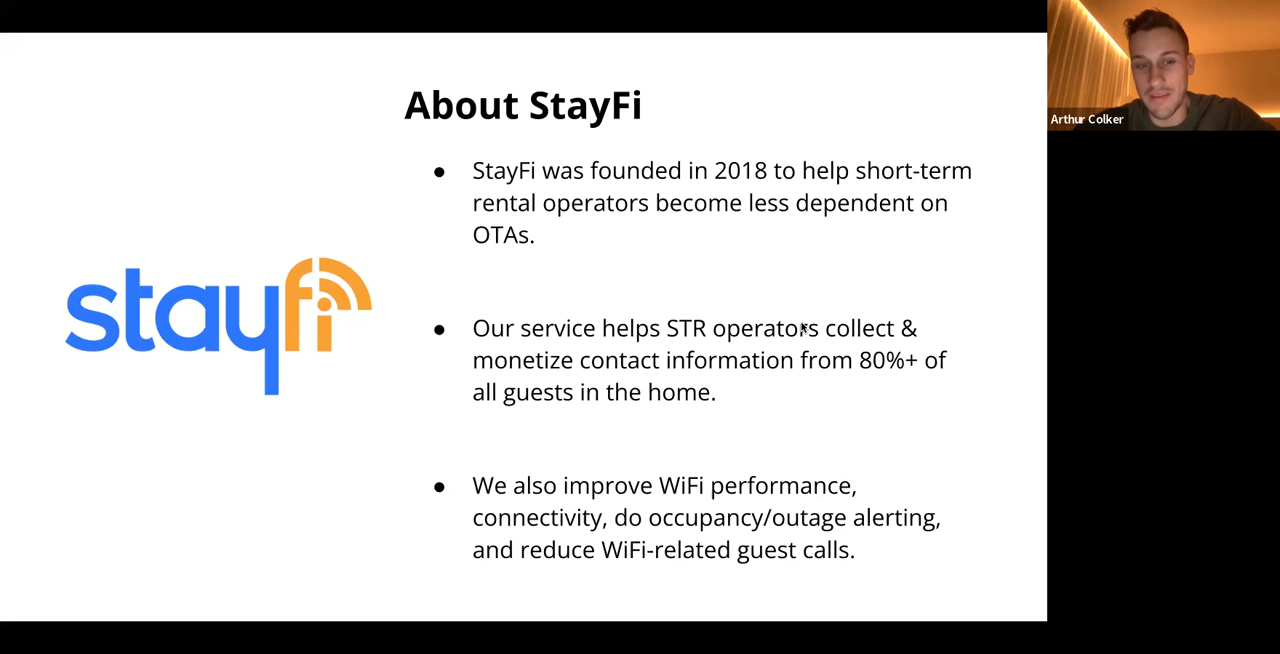 About StayFi
● StayFi was founded in 2018 to help short-term
rental operators become less dependent on
OTAs.
stayfi
● Our service helps STR operators collect &
monetize contact information from 80%+ of
all guests in the home.
● We also improve WiFi performance,
connectivity, do occupancy/outage alerting,
and reduce WiFi-related guest calls.
Arthur Colker